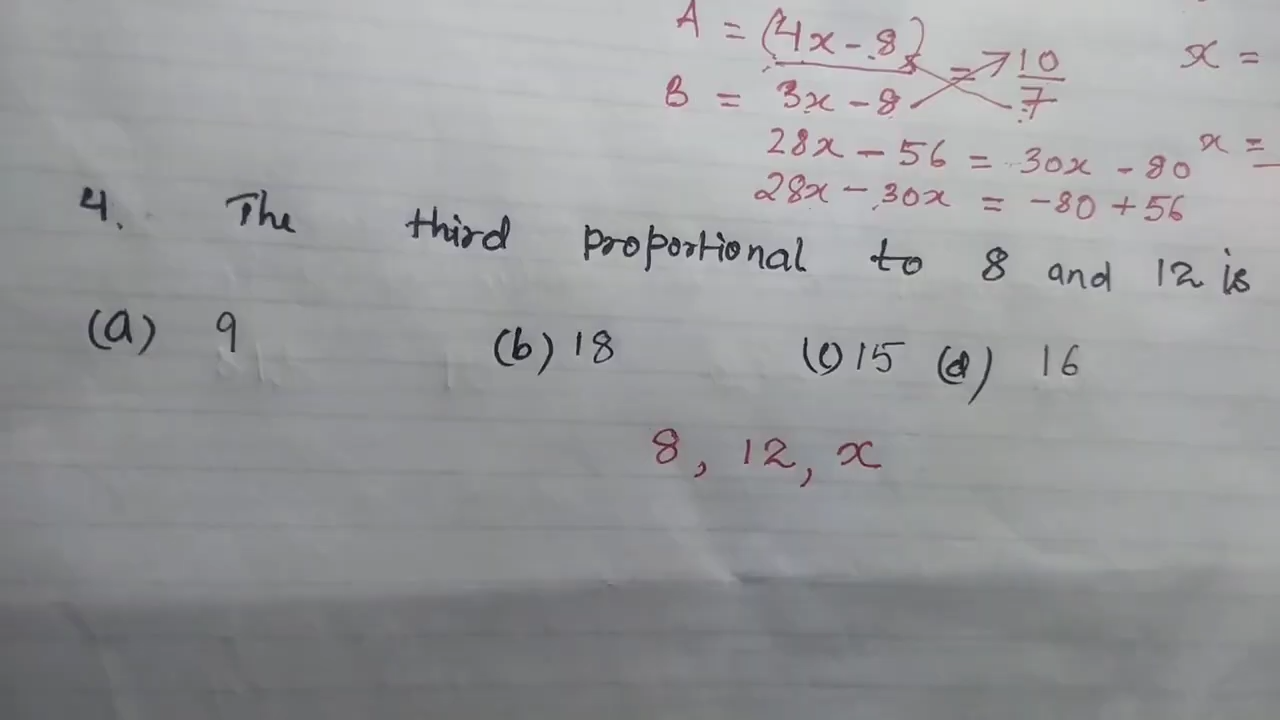 A = (4x - 8) = 10
B = 3x - 8 7
x =
28x - 56 = 30x - 80
x =
28x - 30x = -80 + 56
4. The third proportional to 8 and 12 is
(a) 9 (b) 18 (c) 15 (d) 16
8, 12, x